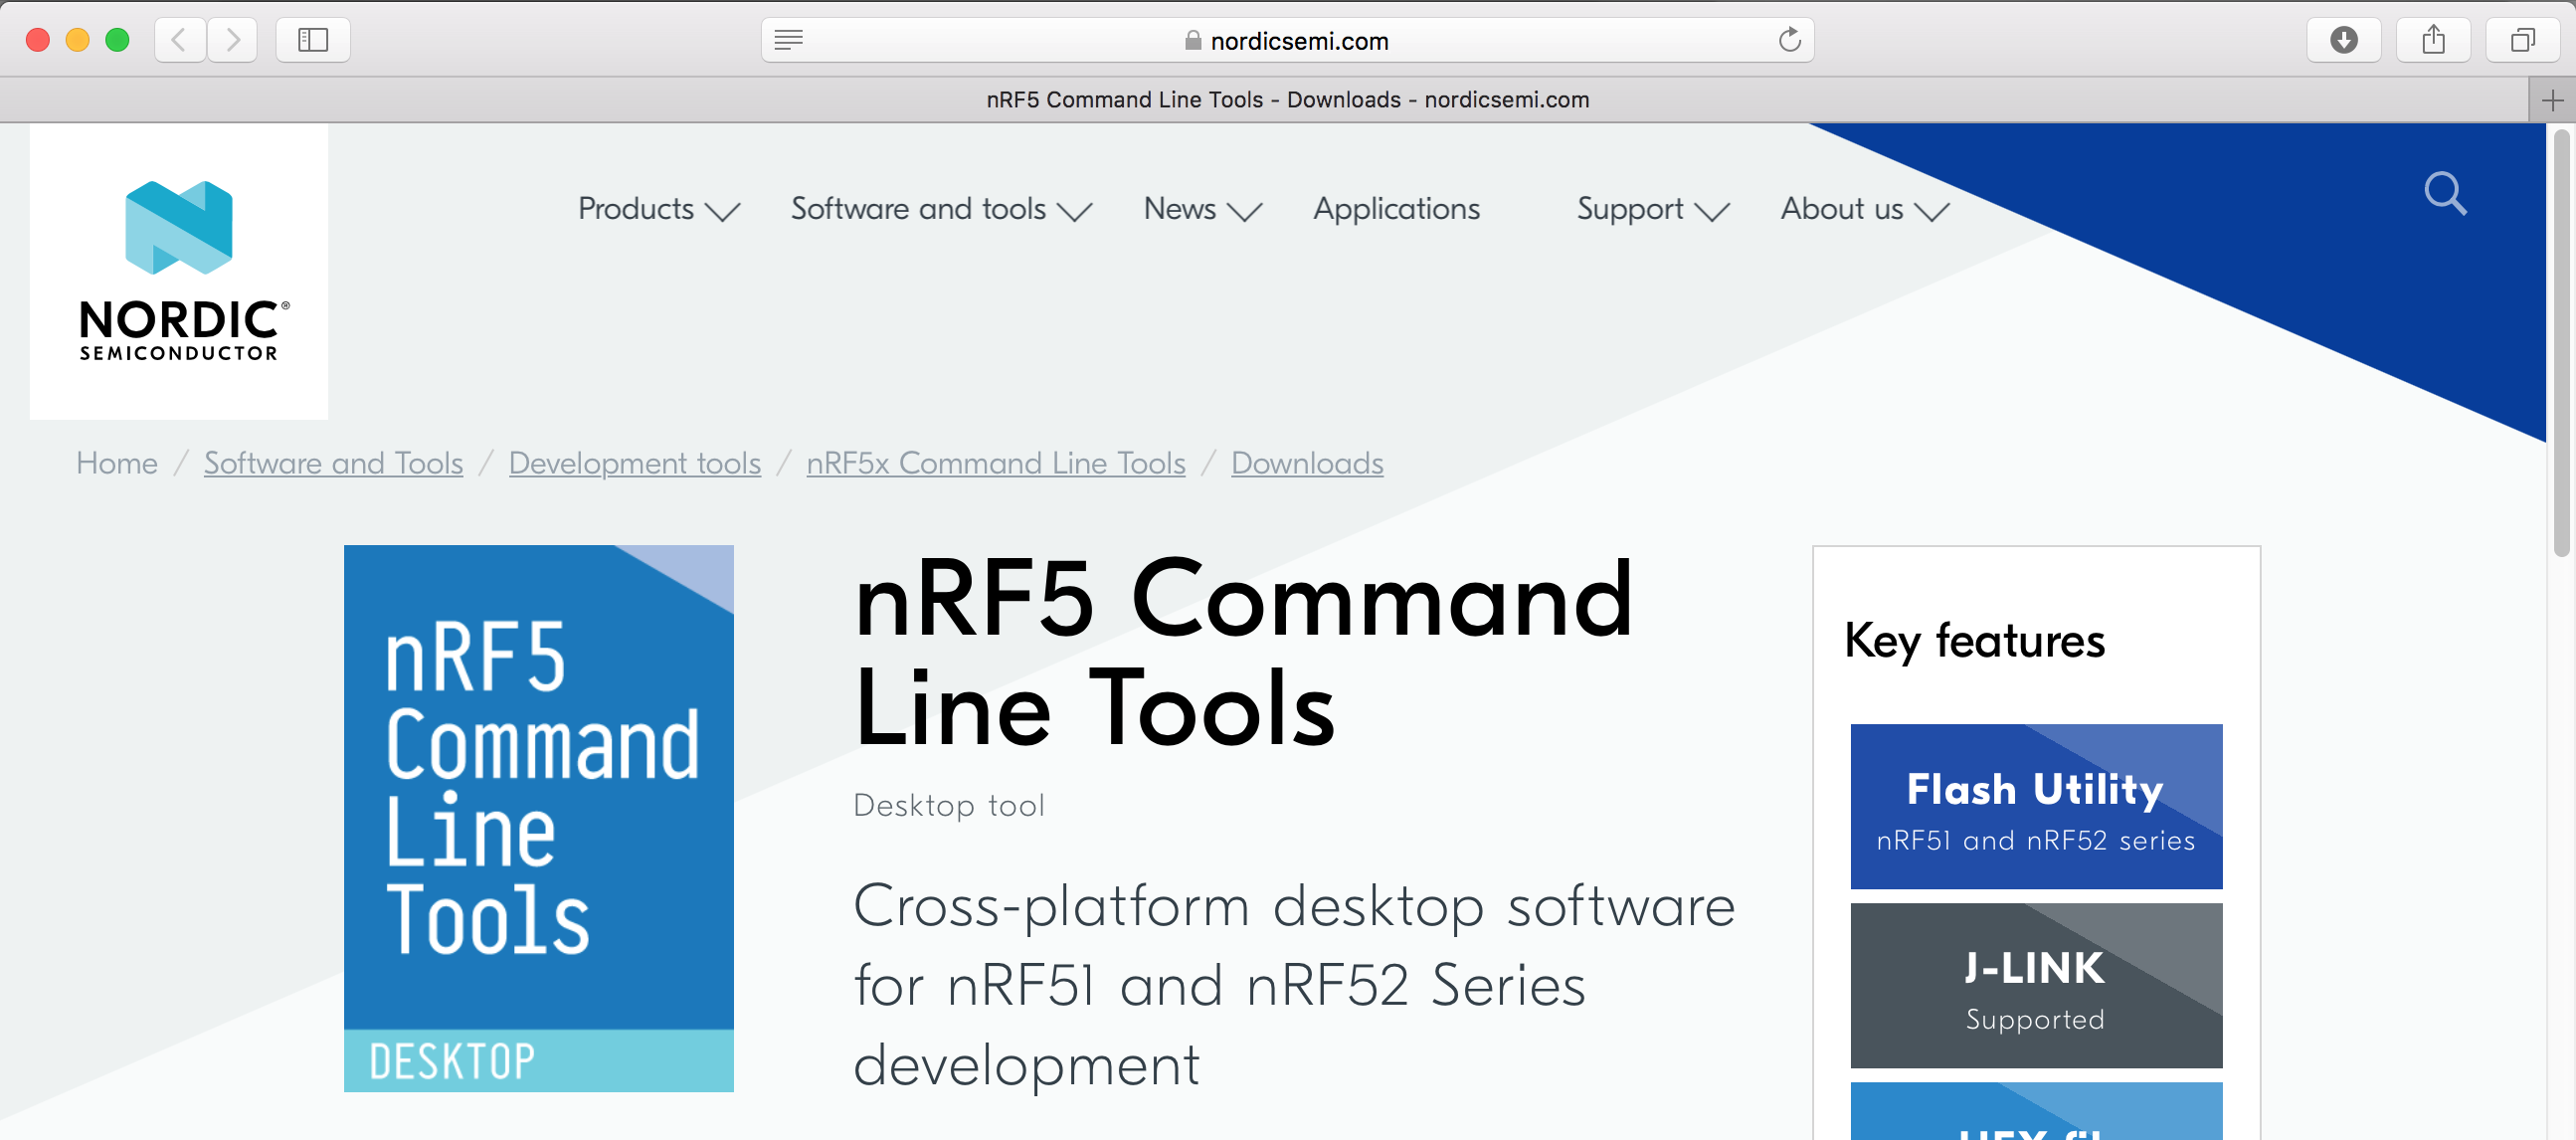 nordicsemi.com
nRF5 Command Line Tools - Downloads - nordicsemi.com
NORDIC®
SEMICONDUCTOR
Products Software and tools News Applications Support About us
Home / Software and Tools / Development tools / nRF5x Command Line Tools / Downloads
nRF5
Command
Line
Tools
DESKTOP
nRF5 Command
Line Tools
Desktop tool
Cross-platform desktop software
for nRF51 and nRF52 Series
development
Key features
Flash Utility
nRF51 and nRF52 series
J-LINK
Supported